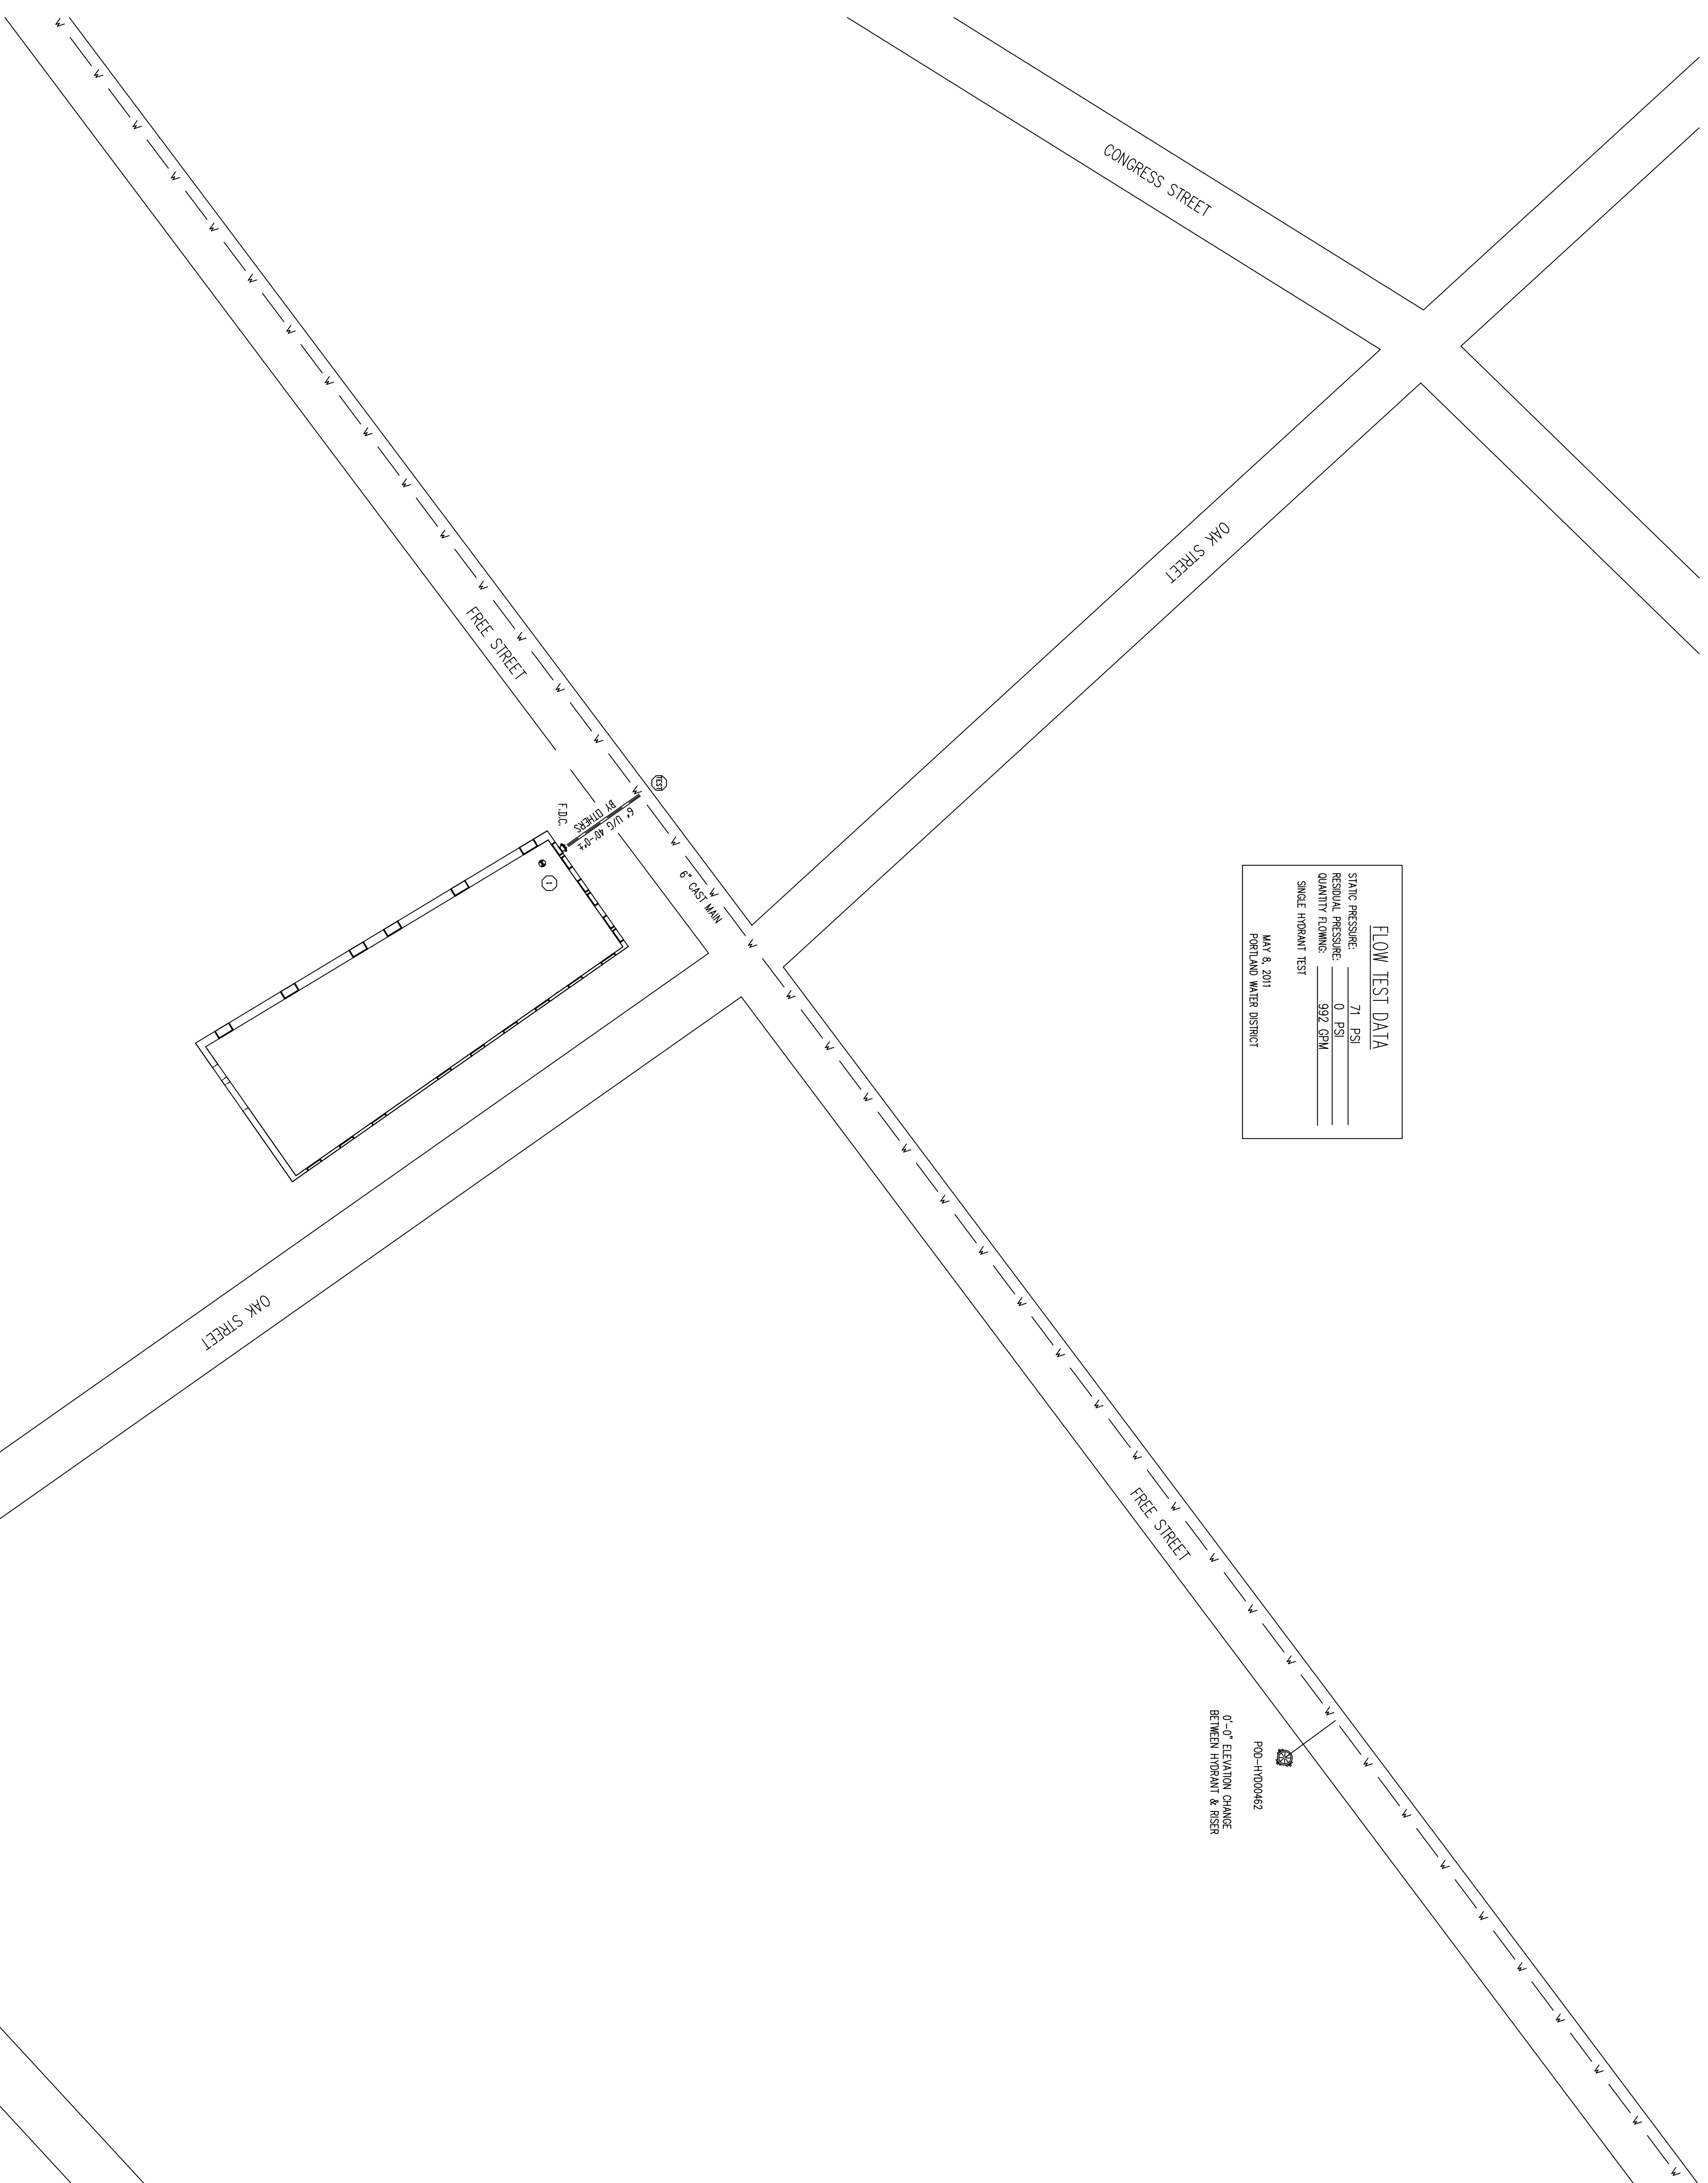 CONGRESS STREET
OAK STREET
FREE STREET
TEST
6" U/G 40'-0"±
BY OTHERS
F.D.C.
1
6" CAST MAIN
FLOW TEST DATA
STATIC PRESSURE: 71 PSI
RESIDUAL PRESSURE: 0 PSI
QUANTITY FLOWING: 992 GPM
SINGLE HYDRANT TEST
MAY 8, 2011
PORTLAND WATER DISTRICT
OAK STREET
FREE STREET
POD-HYD00462
0'-0" ELEVATION CHANGE
BETWEEN HYDRANT & RISER